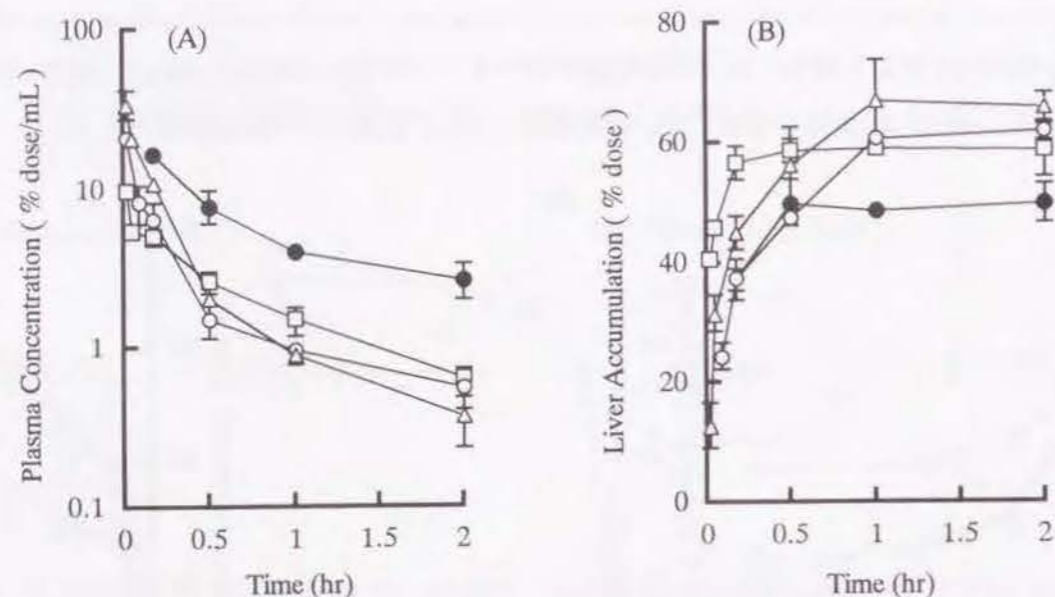 (A)
Plasma Concentration ( % dose/mL)
100
10
1
0.1
0 0.5 1 1.5 2
Time (hr)
(B)
Liver Accumulation ( % dose)
80
60
40
20
0
0 0.5 1 1.5 2
Time (hr)